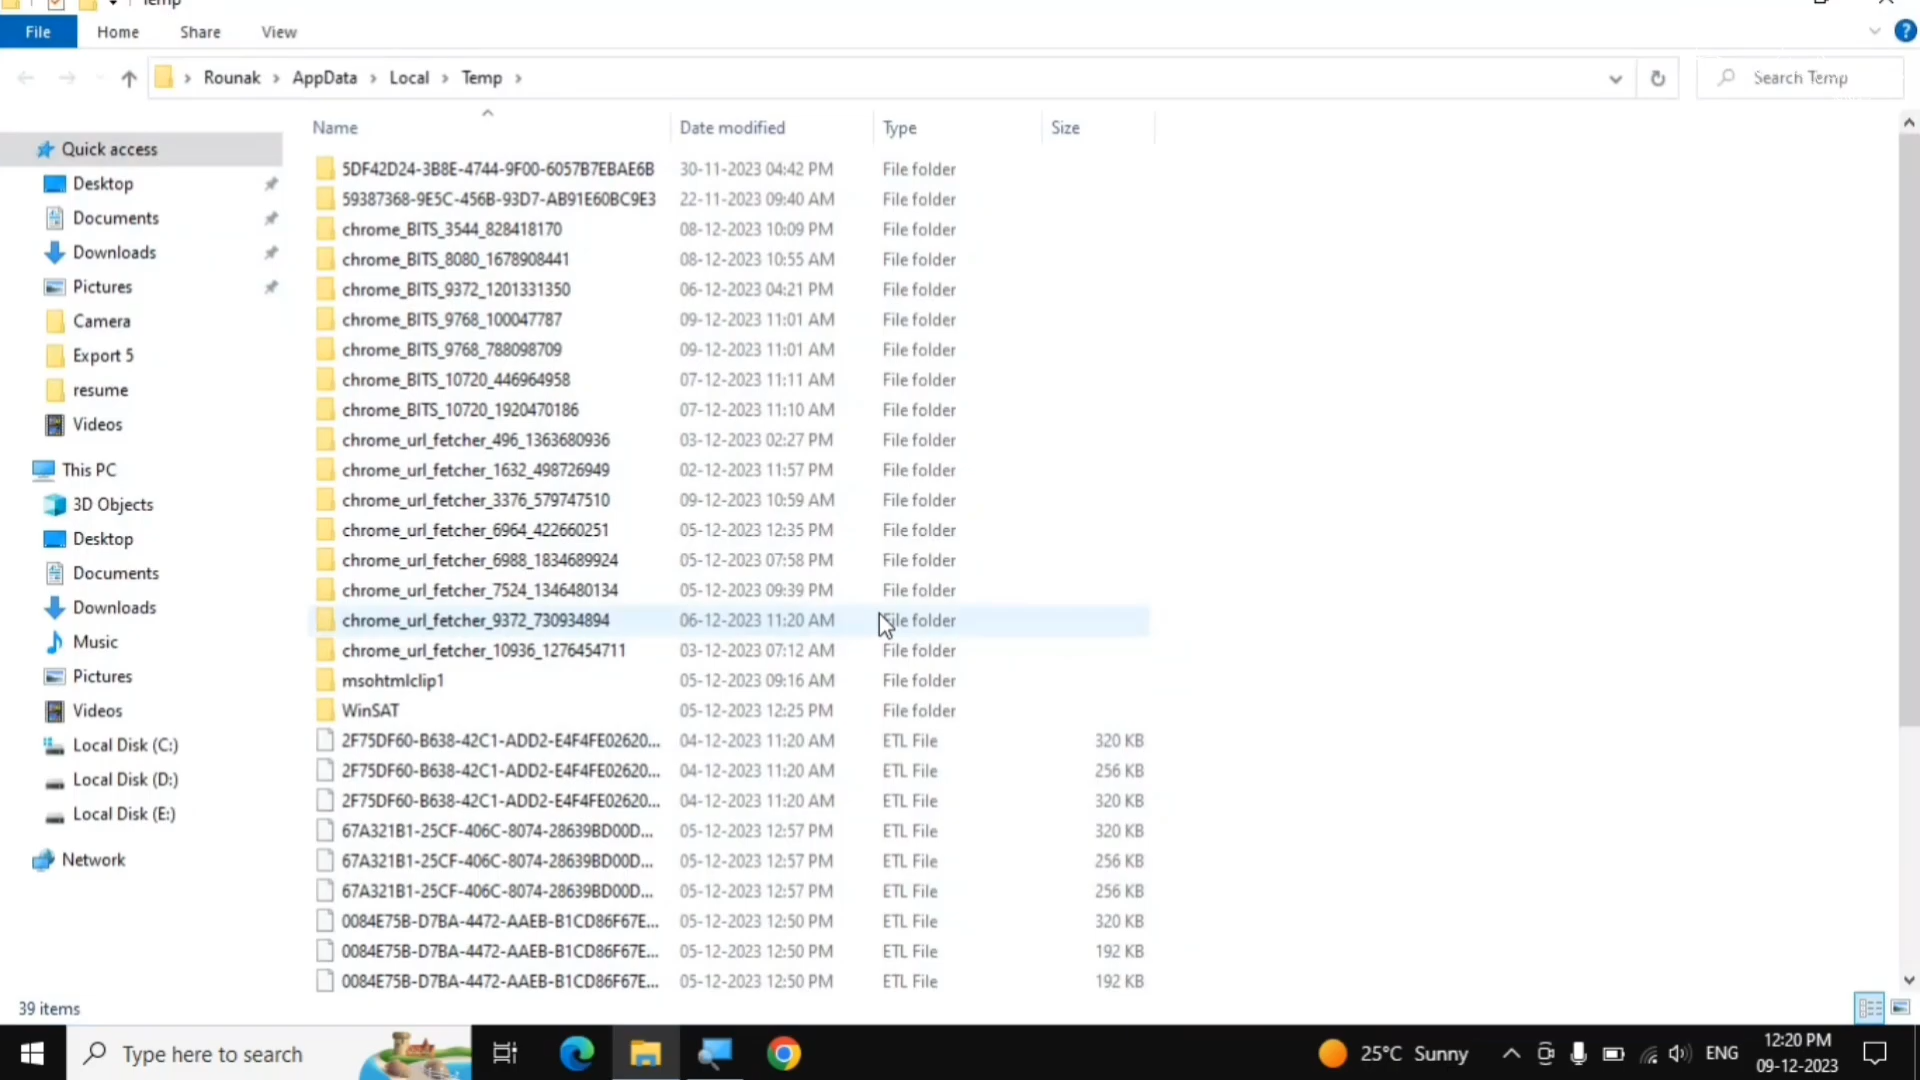 Temp
File Home Share View
Rounak AppData Local Temp
Search Temp
Name Date modified Type Size
Quick access
Desktop
Documents
Downloads
Pictures
Camera
Export 5
resume
Videos
This PC
3D Objects
Desktop
Documents
Downloads
Music
Pictures
Videos
Local Disk (C:)
Local Disk (D:)
Local Disk (E:)
Network
5DF42D24-3B8E-4744-9F00-6057B7EBAE6B 30-11-2023 04:42 PM File folder
59387368-9E5C-456B-93D7-AB91E60BC9E3 22-11-2023 09:40 AM File folder
chrome_BITS_3544_828418170 08-12-2023 10:09 PM File folder
chrome_BITS_8080_1678908441 08-12-2023 10:55 AM File folder
chrome_BITS_9372_1201331350 06-12-2023 04:21 PM File folder
chrome_BITS_9768_100047787 09-12-2023 11:01 AM File folder
chrome_BITS_9768_788098709 09-12-2023 11:01 AM File folder
chrome_BITS_10720_446964958 07-12-2023 11:11 AM File folder
chrome_BITS_10720_1920470186 07-12-2023 11:10 AM File folder
chrome_url_fetcher_496_1363680936 03-12-2023 02:27 PM File folder
chrome_url_fetcher_1632_498726949 02-12-2023 11:57 PM File folder
chrome_url_fetcher_3376_579747510 09-12-2023 10:59 AM File folder
chrome_url_fetcher_6964_422660251 05-12-2023 12:35 PM File folder
chrome_url_fetcher_6988_1834689924 05-12-2023 07:58 PM File folder
chrome_url_fetcher_7524_1346480134 05-12-2023 09:39 PM File folder
chrome_url_fetcher_9372_730934894 06-12-2023 11:20 AM File folder
chrome_url_fetcher_10936_1276454711 03-12-2023 07:12 AM File folder
msohtmlclip1 05-12-2023 09:16 AM File folder
WinSAT 05-12-2023 12:25 PM File folder
2F75DF60-B638-42C1-ADD2-E4F4FE02620... 04-12-2023 11:20 AM ETL File 320 KB
2F75DF60-B638-42C1-ADD2-E4F4FE02620... 04-12-2023 11:20 AM ETL File 256 KB
2F75DF60-B638-42C1-ADD2-E4F4FE02620... 04-12-2023 11:20 AM ETL File 320 KB
67A321B1-25CF-406C-8074-28639BD00D... 05-12-2023 12:57 PM ETL File 320 KB
67A321B1-25CF-406C-8074-28639BD00D... 05-12-2023 12:57 PM ETL File 256 KB
67A321B1-25CF-406C-8074-28639BD00D... 05-12-2023 12:57 PM ETL File 256 KB
0084E75B-D7BA-4472-AAEB-B1CD86F67E... 05-12-2023 12:50 PM ETL File 320 KB
0084E75B-D7BA-4472-AAEB-B1CD86F67E... 05-12-2023 12:50 PM ETL File 192 KB
0084E75B-D7BA-4472-AAEB-B1CD86F67E... 05-12-2023 12:50 PM ETL File 192 KB
39 items
Type here to search
25°C Sunny
ENG
12:20 PM
09-12-2023